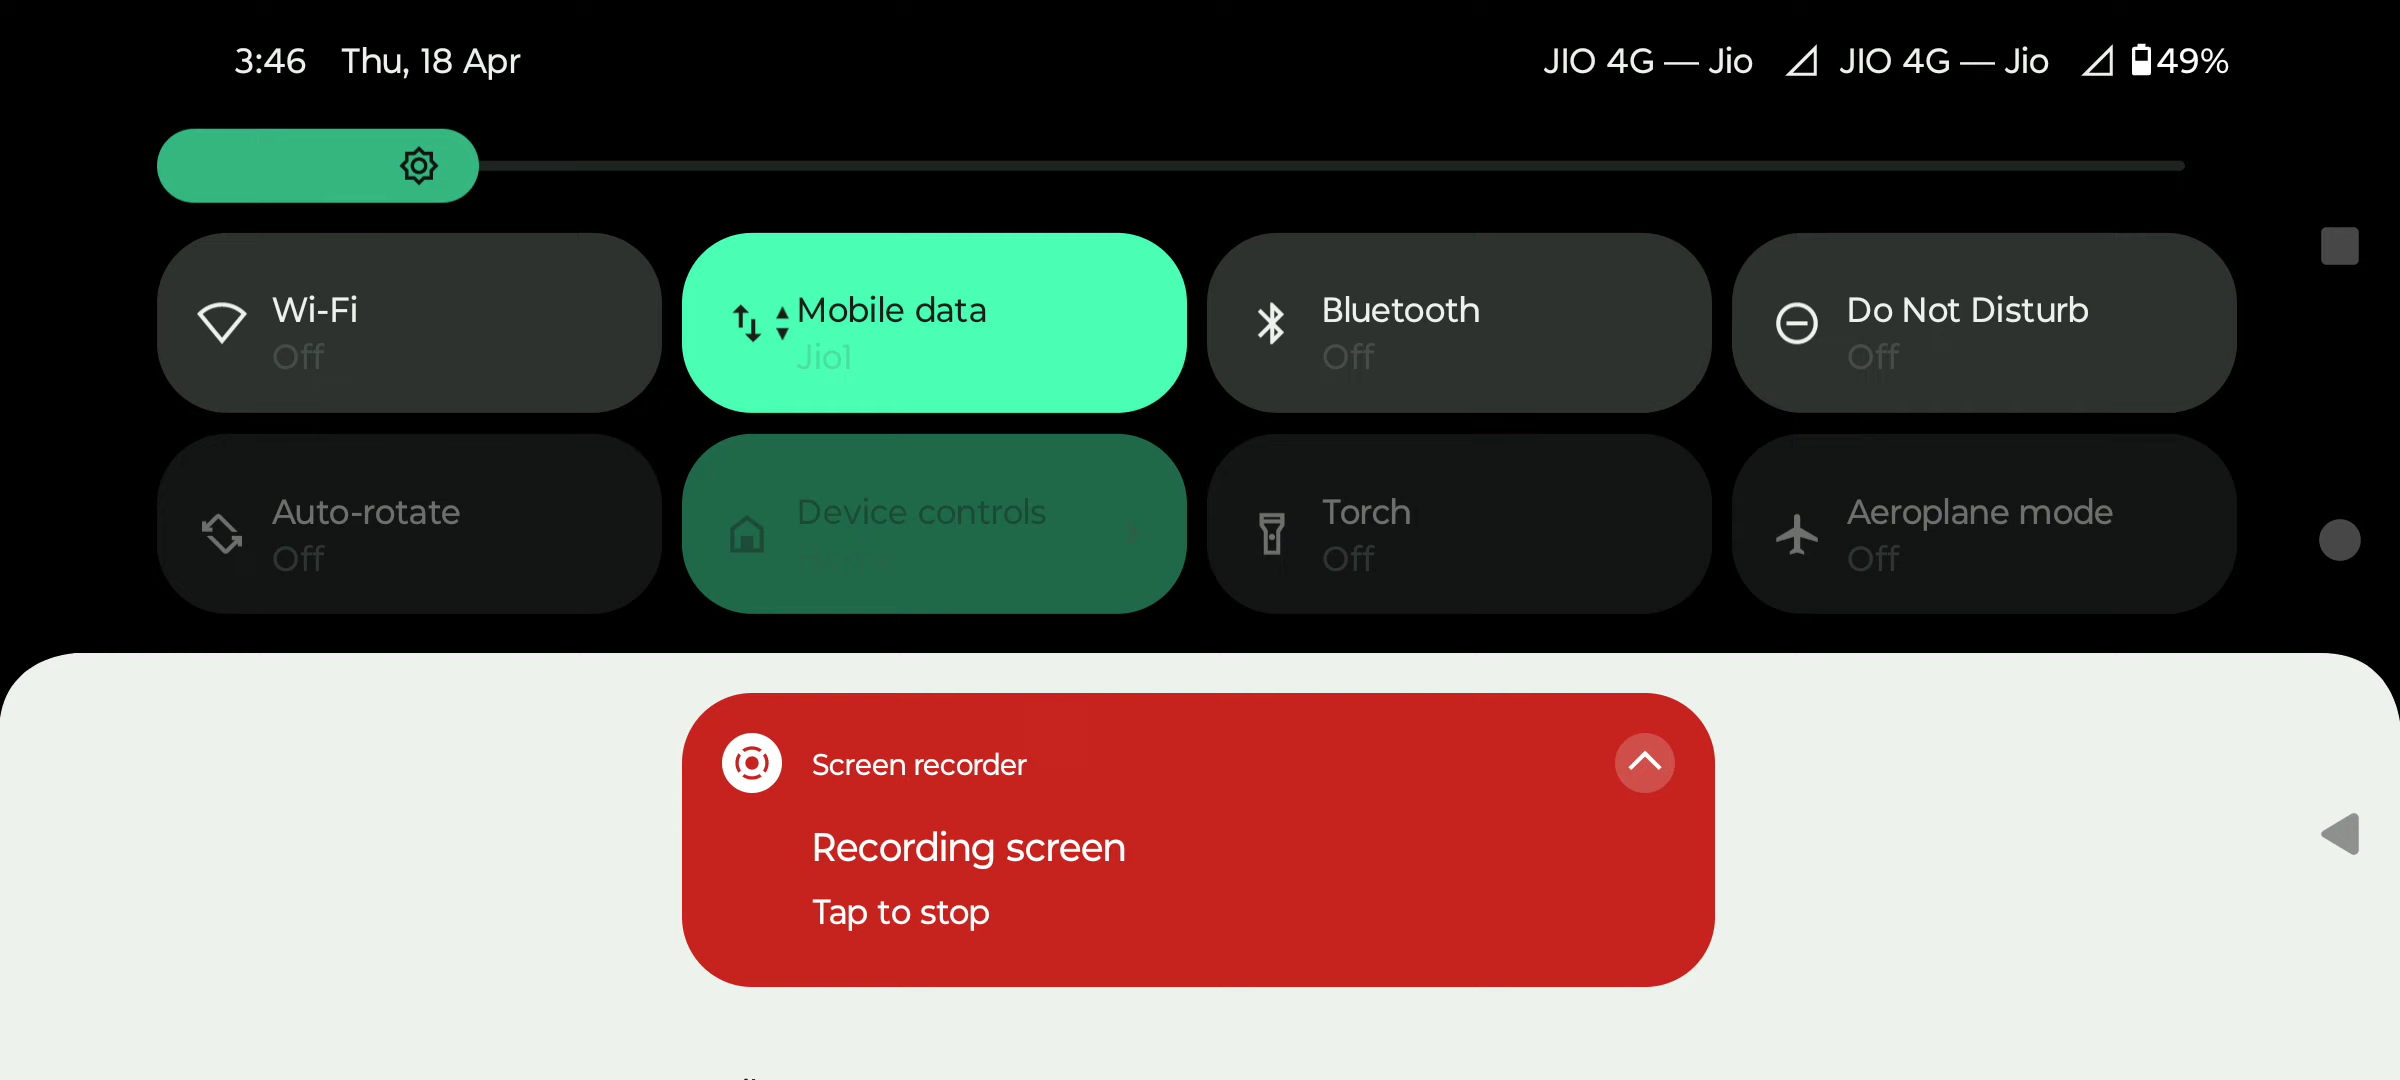 3:46 Thu, 18 Apr JIO 4G — Jio JIO 4G — Jio 49%
Wi-Fi Mobile data Bluetooth Do Not Disturb
Off Jio1 Off Off
Auto-rotate Device controls Torch Aeroplane mode
Off Off Off
Screen recorder
Recording screen
Tap to stop